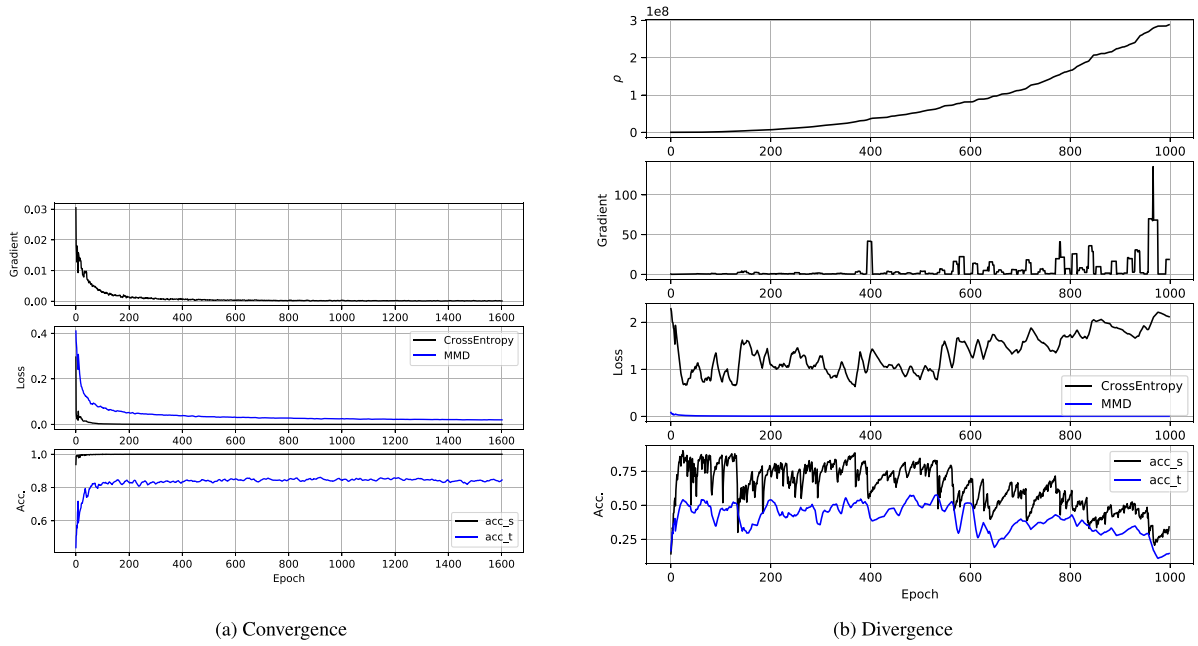 0.03
0.02
0.01
0.00
Gradient
0 200 400 600 800 1000 1200 1400 1600
0.4
0.2
0.0
Loss
CrossEntropy
MMD
0 200 400 600 800 1000 1200 1400 1600
1.0
0.8
0.6
Acc.
acc_s
acc_t
0 200 400 600 800 1000 1200 1400 1600
Epoch
(a) Convergence
1e8
3
2
1
0
ρ
0 200 400 600 800 1000
100
50
0
Gradient
0 200 400 600 800 1000
2
1
0
Loss
CrossEntropy
MMD
0 200 400 600 800 1000
0.75
0.50
0.25
Acc.
acc_s
acc_t
0 200 400 600 800 1000
Epoch
(b) Divergence